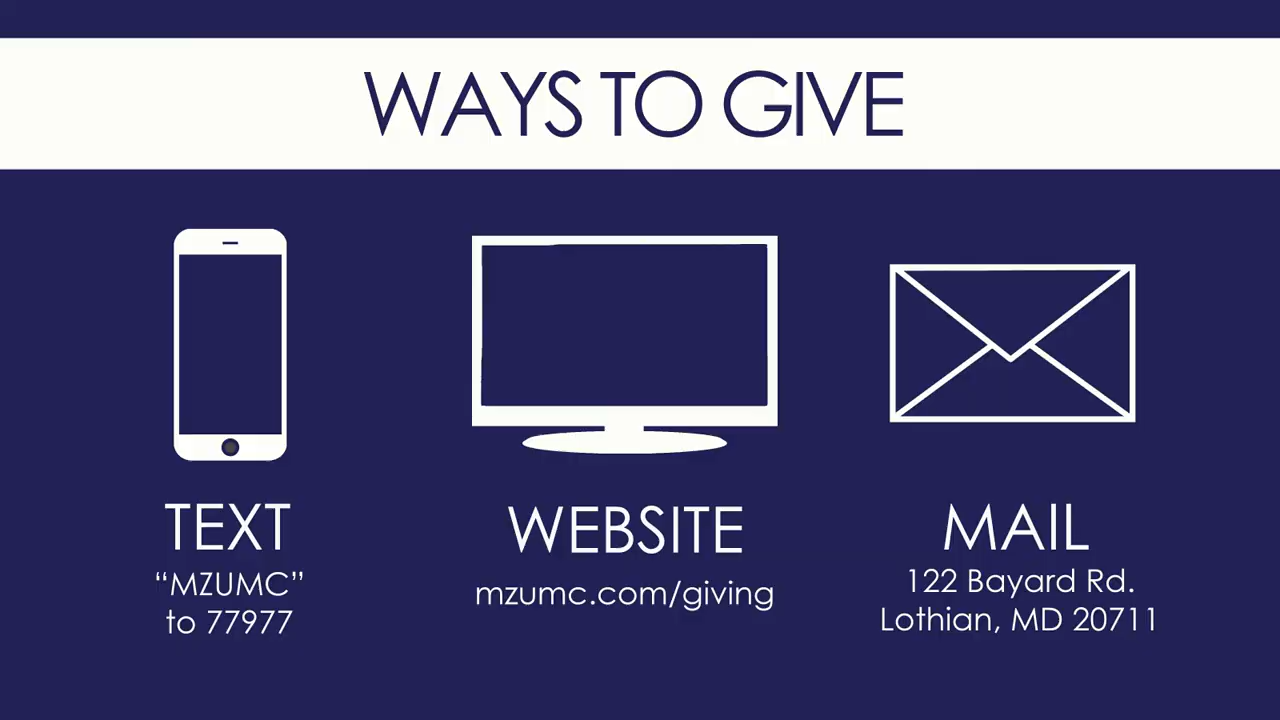 WAYS TO GIVE
TEXT
“MZUMC”
to 77977
WEBSITE
mzumc.com/giving
MAIL
122 Bayard Rd.
Lothian, MD 20711